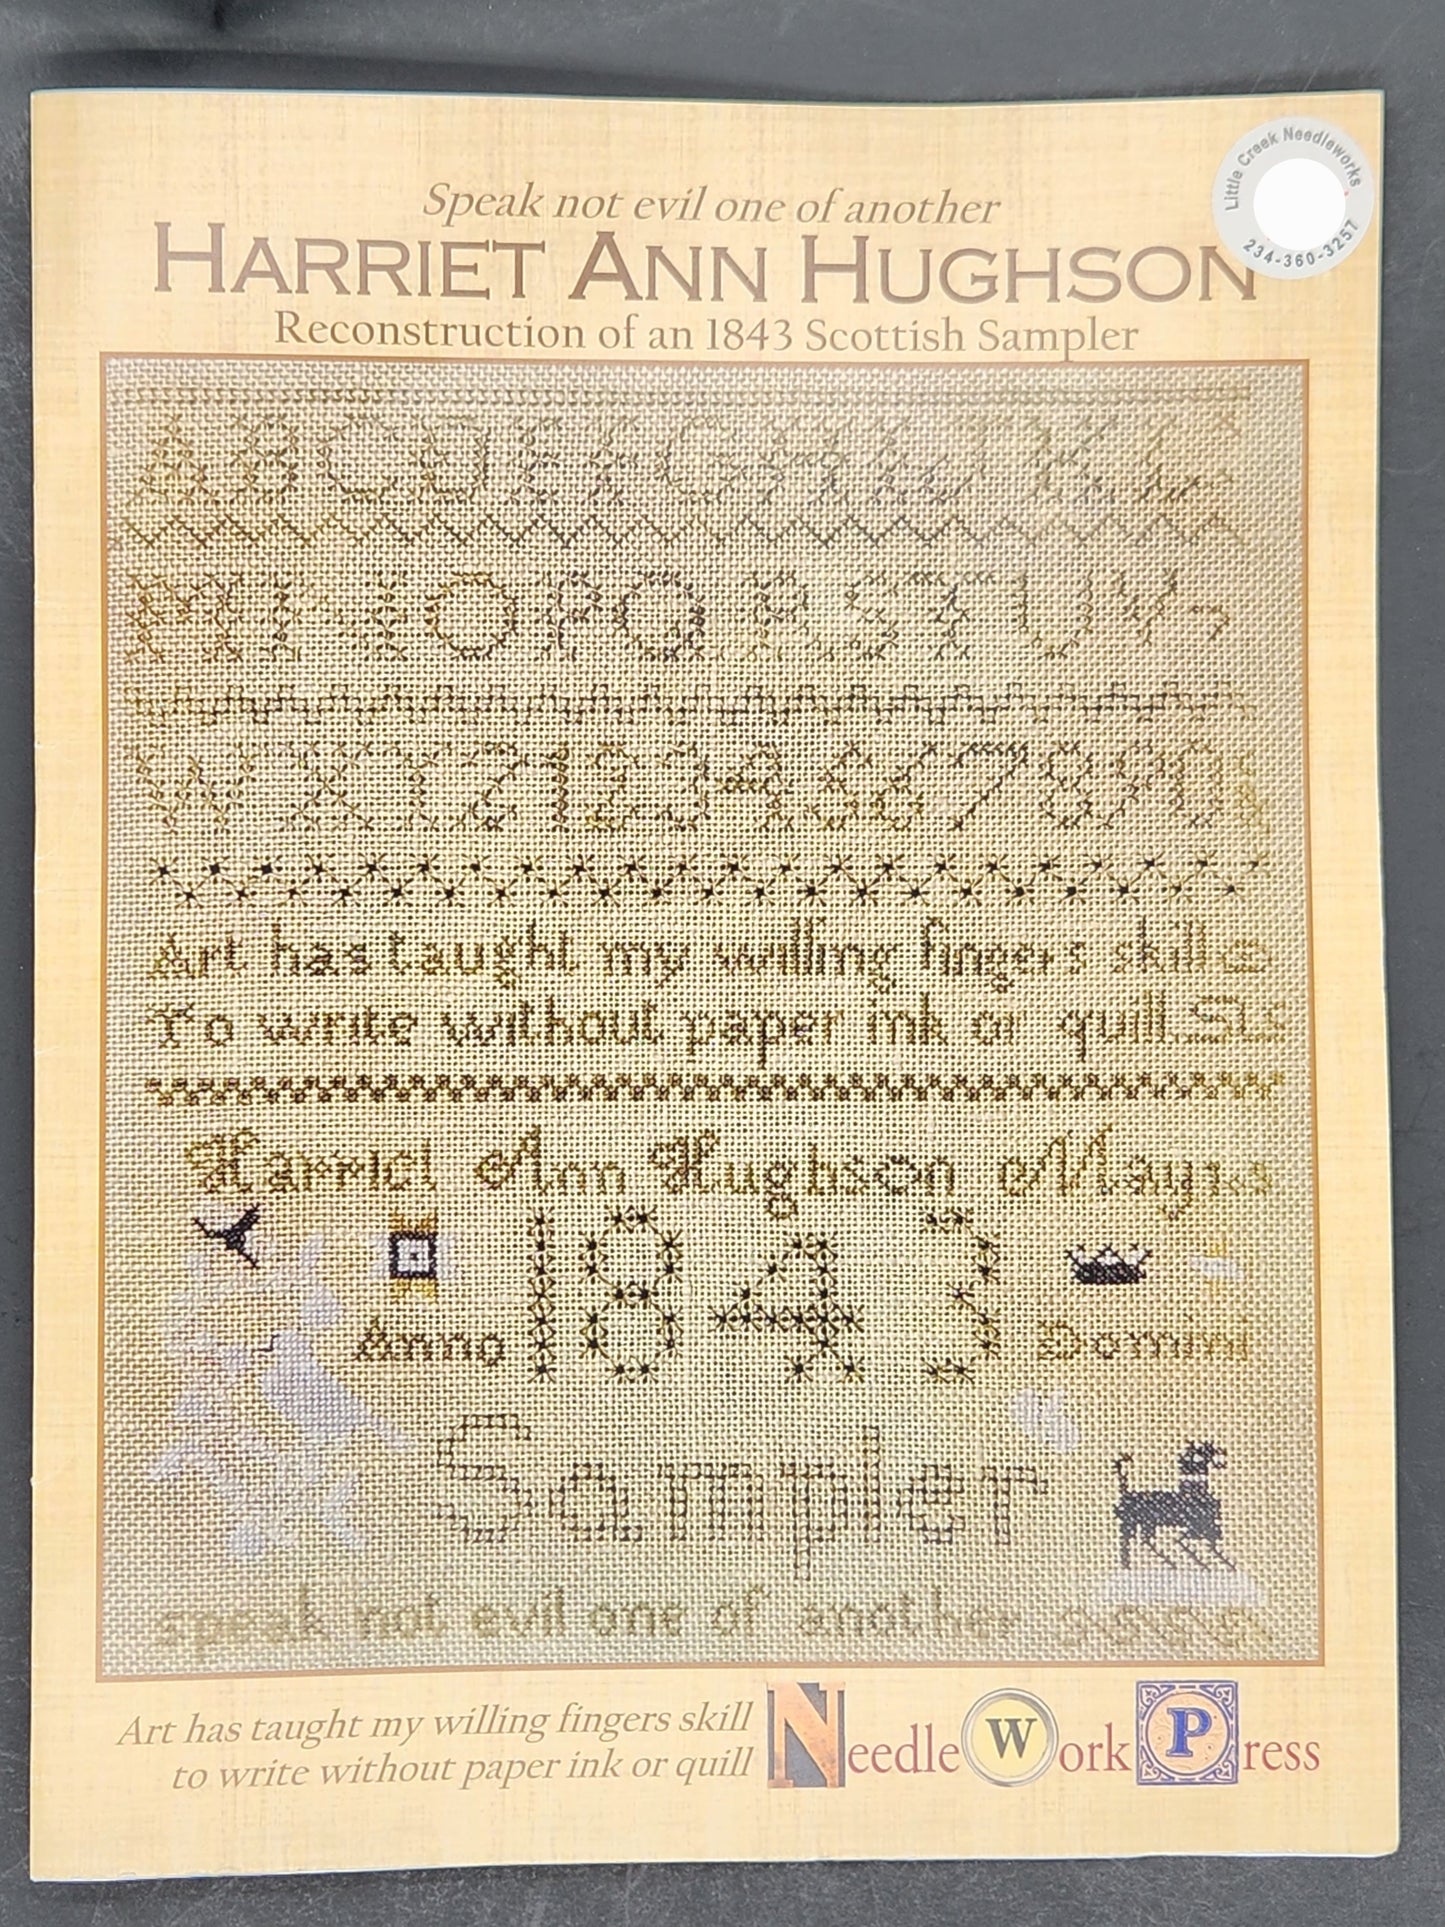 Little Creek Needleworks
234-360-3257
Speak not evil one of another
HARRIET ANN HUGHSON
Reconstruction of an 1843 Scottish Sampler
ABCDEFGHIJKL
MNOPQRSTUV,
WXYZ1234567890
Art has taught my willing fingers skill
To write without paper ink or quill.
Harriet Ann Hughson
1843
Anno Domini
Sampler
speak not evil one of another
Art has taught my willing fingers skill
to write without paper ink or quill
NeedleWorkPress